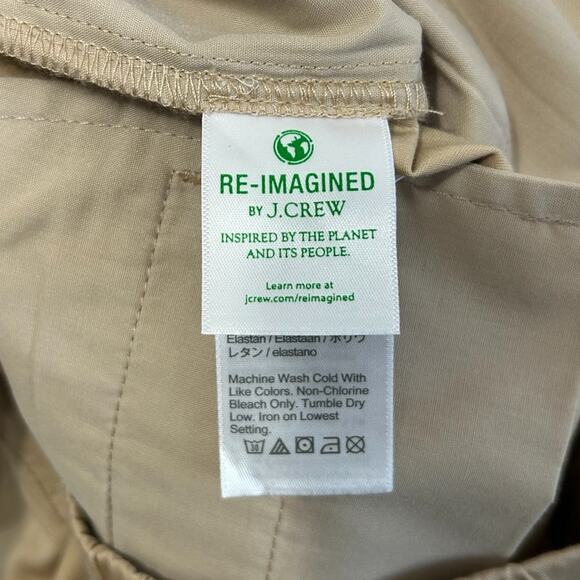 RE-IMAGINED
BY J.CREW
INSPIRED BY THE PLANET
AND ITS PEOPLE.
Learn more at
jcrew.com/reimagined
Elastan / Elastaan / ポリウ
レタン / elastano
Machine Wash Cold With
Like Colors. Non-Chlorine
Bleach Only. Tumble Dry
Low. Iron on Lowest
Setting.
30